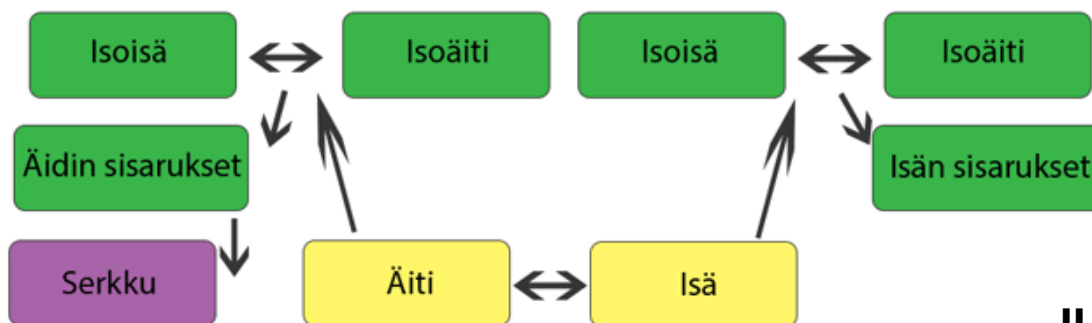 Isoisä
Isoäiti
Isoisä
Isoäiti
Äidin sisarukset
Isän sisarukset
Serkku
Äiti
Isä